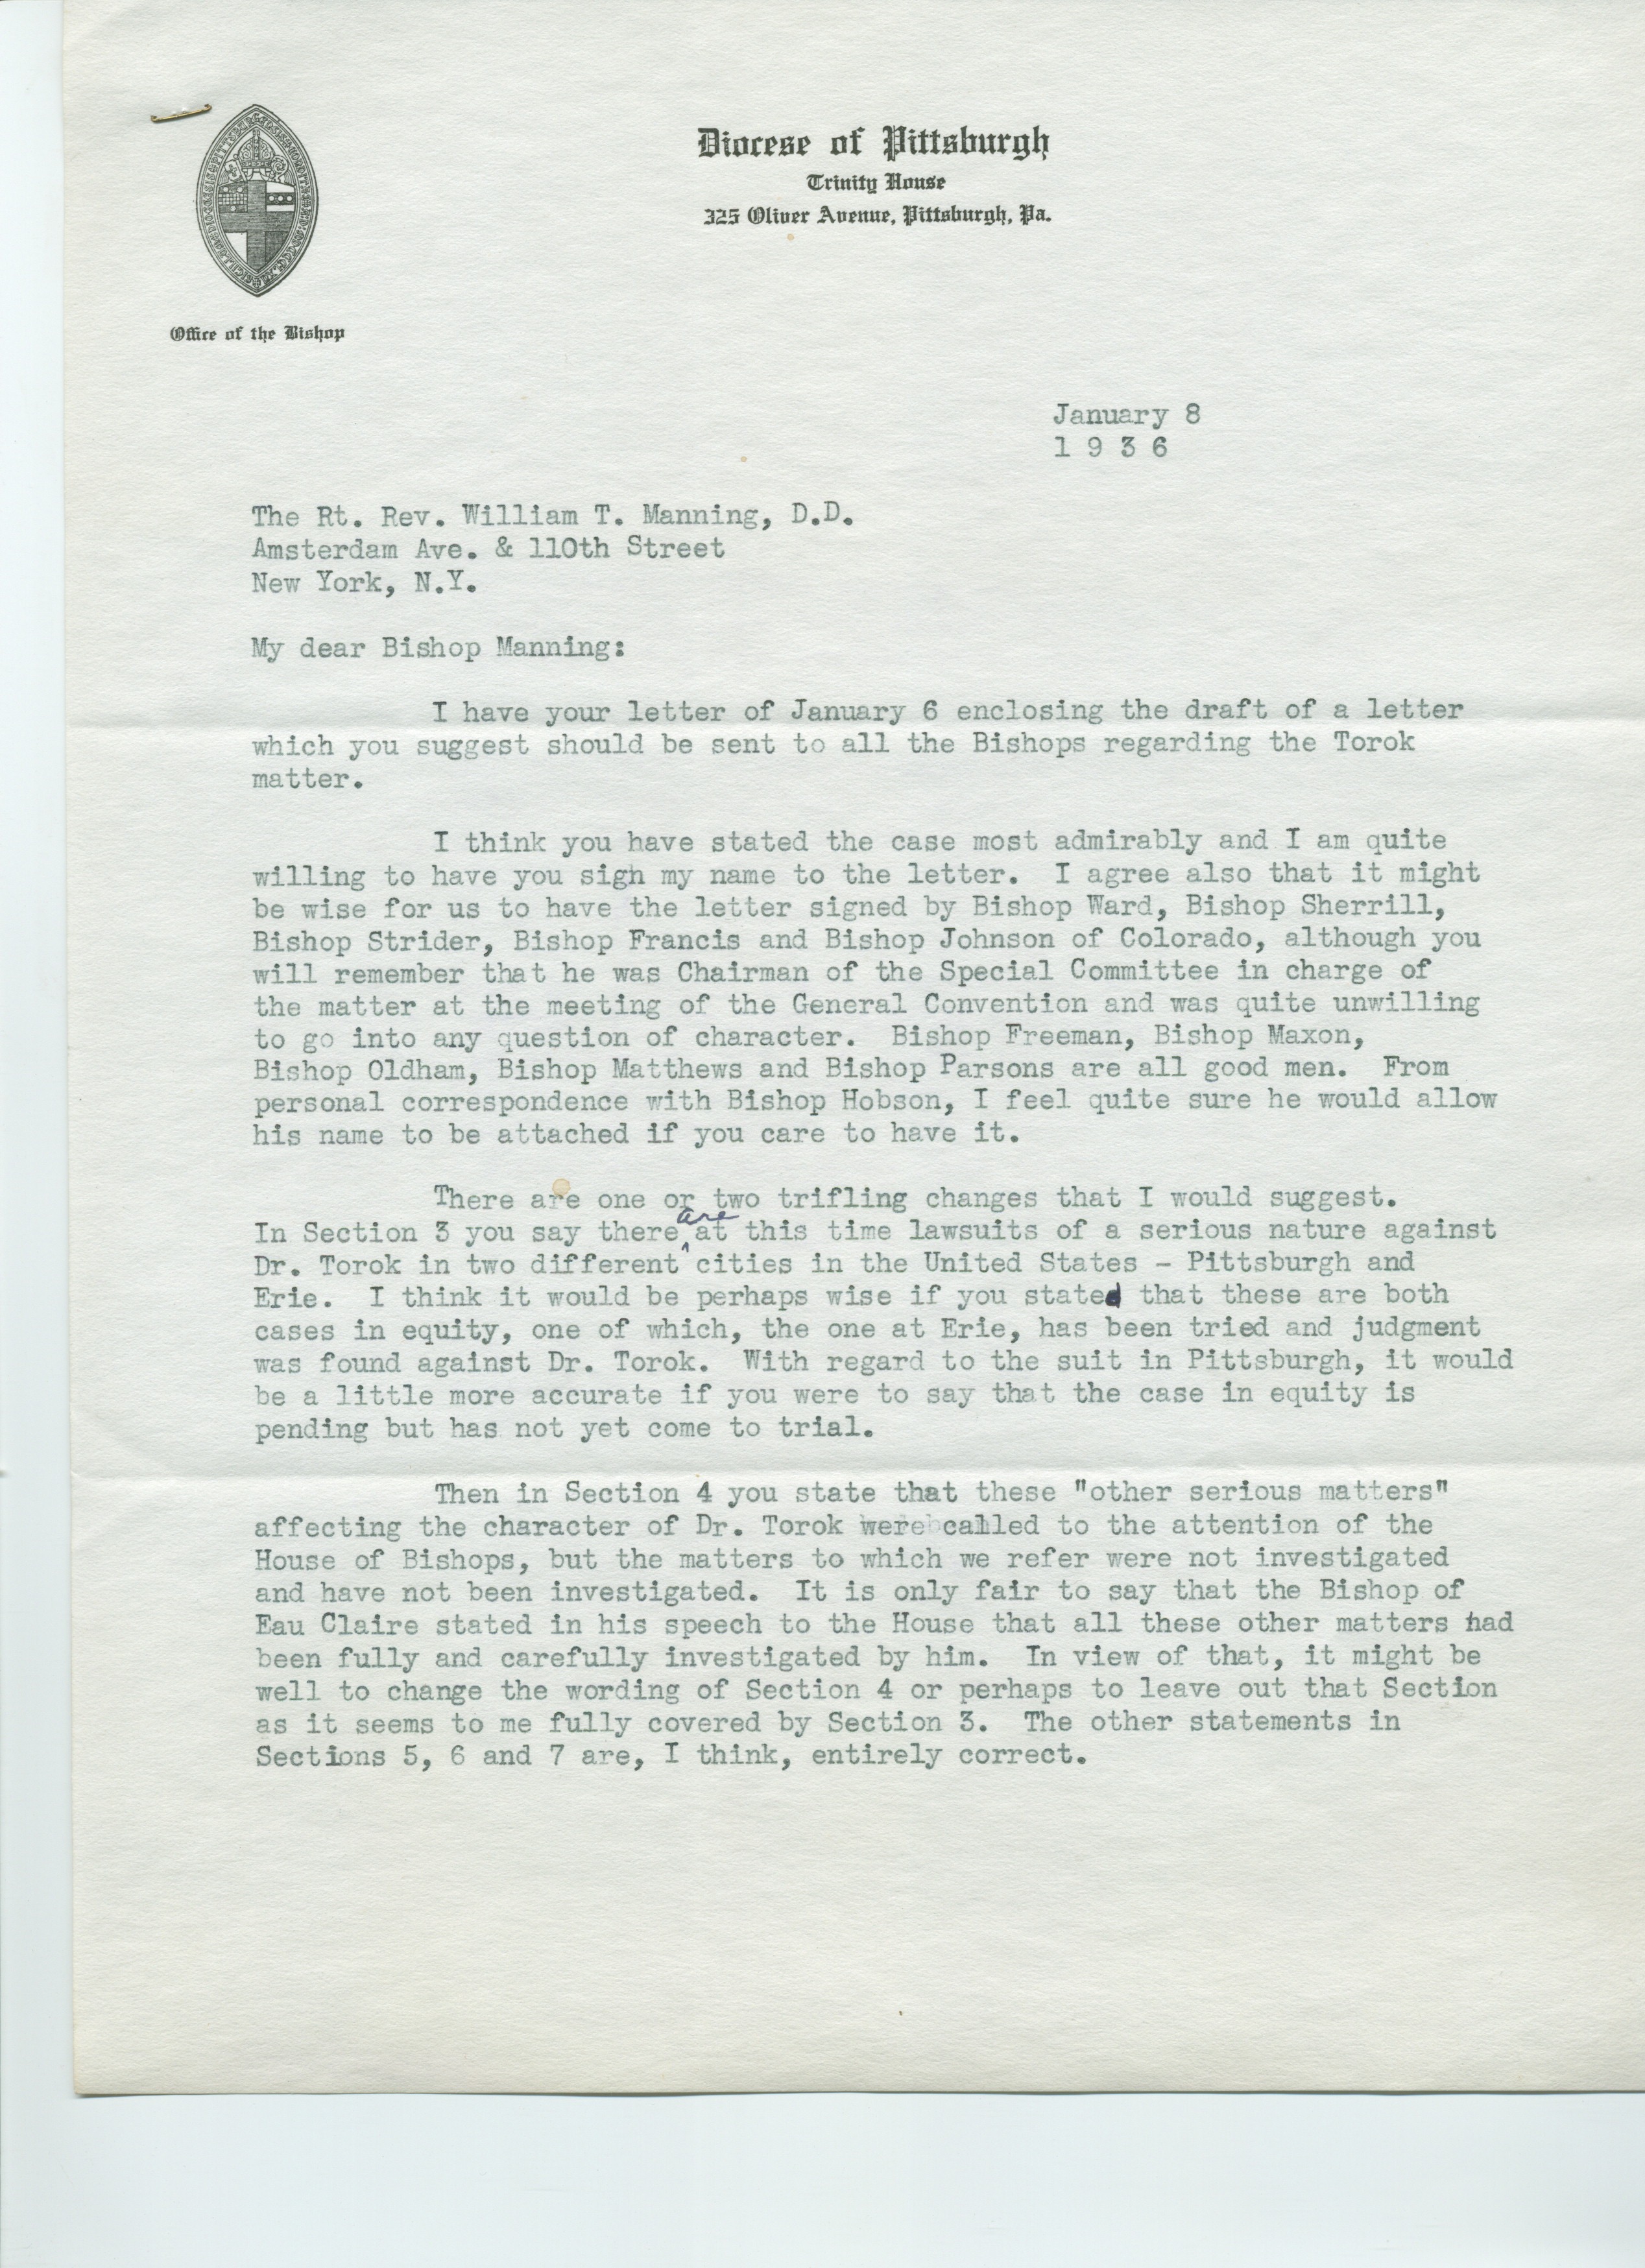 Diocese of Pittsburgh
Trinity House
325 Oliver Avenue, Pittsburgh, Pa.
Office of the Bishop
January 8
1 9 3 6
The Rt. Rev. William T. Manning, D.D.
Amsterdam Ave. & 110th Street
New York, N.Y.
My dear Bishop Manning:
I have your letter of January 6 enclosing the draft of a letter
which you suggest should be sent to all the Bishops regarding the Torok
matter.
I think you have stated the case most admirably and I am quite
willing to have you sigh my name to the letter. I agree also that it might
be wise for us to have the letter signed by Bishop Ward, Bishop Sherrill,
Bishop Strider, Bishop Francis and Bishop Johnson of Colorado, although you
will remember that he was Chairman of the Special Committee in charge of
the matter at the meeting of the General Convention and was quite unwilling
to go into any question of character. Bishop Freeman, Bishop Maxon,
Bishop Oldham, Bishop Matthews and Bishop Parsons are all good men. From
personal correspondence with Bishop Hobson, I feel quite sure he would allow
his name to be attached if you care to have it.
There are one or two trifling changes that I would suggest.
In Section 3 you say there are at this time lawsuits of a serious nature against
Dr. Torok in two different cities in the United States - Pittsburgh and
Erie. I think it would be perhaps wise if you stated that these are both
cases in equity, one of which, the one at Erie, has been tried and judgment
was found against Dr. Torok. With regard to the suit in Pittsburgh, it would
be a little more accurate if you were to say that the case in equity is
pending but has not yet come to trial.
Then in Section 4 you state that these "other serious matters"
affecting the character of Dr. Torok were called to the attention of the
House of Bishops, but the matters to which we refer were not investigated
and have not been investigated. It is only fair to say that the Bishop of
Eau Claire stated in his speech to the House that all these other matters had
been fully and carefully investigated by him. In view of that, it might be
well to change the wording of Section 4 or perhaps to leave out that Section
as it seems to me fully covered by Section 3. The other statements in
Sections 5, 6 and 7 are, I think, entirely correct.